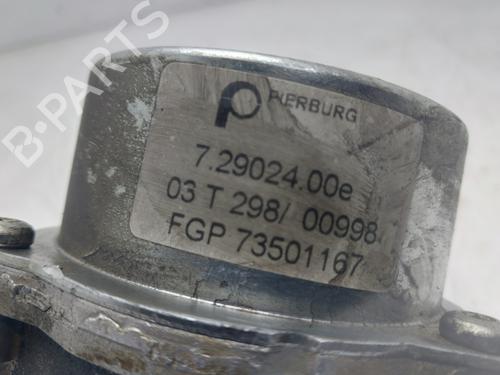 PIERBURG
7.29024.00e
03 T 298/ 00998
FGP 73501167
B-PARTS